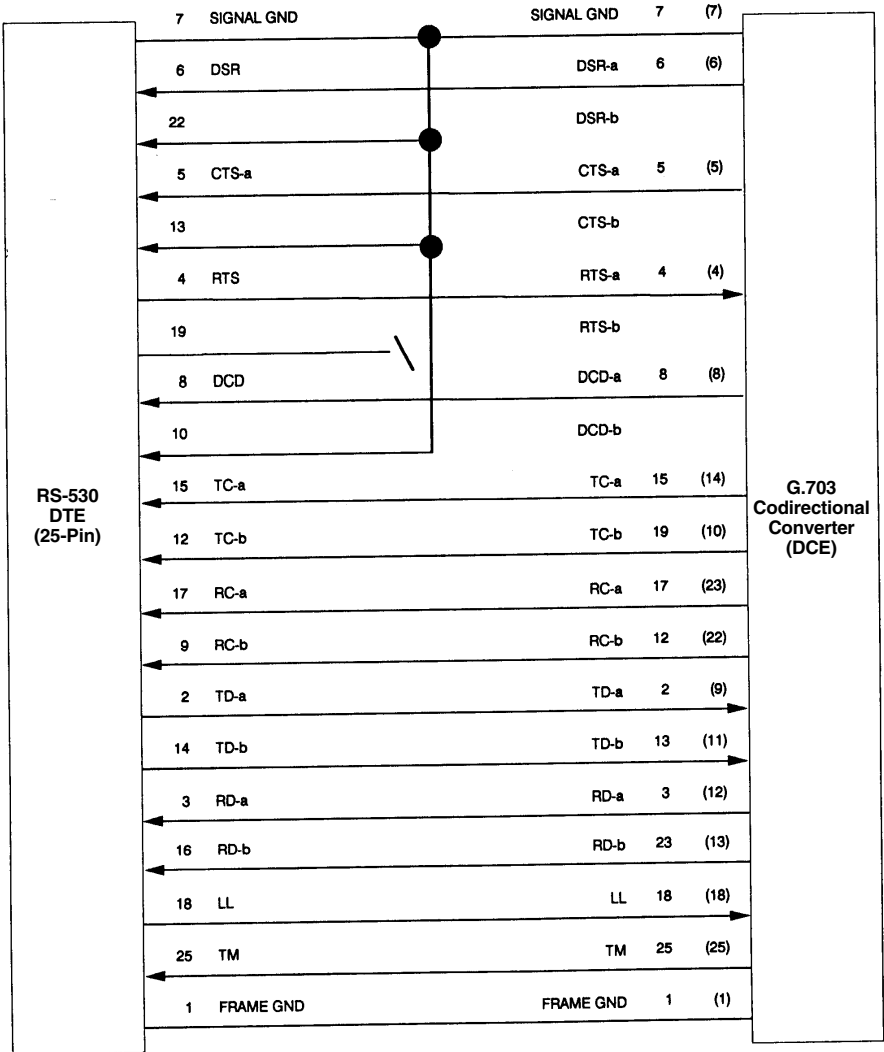 7 SIGNAL GND SIGNAL GND 7 (7)
6 DSR DSR-a 6 (6)
22 DSR-b
5 CTS-a CTS-a 5 (5)
13 CTS-b
4 RTS RTS-a 4 (4)
19 RTS-b
8 DCD DCD-a 8 (8)
10 DCD-b
15 TC-a TC-a 15 (14)
12 TC-b TC-b 19 (10)
17 RC-a RC-a 17 (23)
9 RC-b RC-b 12 (22)
2 TD-a TD-a 2 (9)
14 TD-b TD-b 13 (11)
3 RD-a RD-a 3 (12)
16 RD-b RD-b 23 (13)
18 LL LL 18 (18)
25 TM TM 25 (25)
1 FRAME GND FRAME GND 1 (1)
RS-530
DTE
(25-Pin)
G.703
Codirectional
Converter
(DCE)